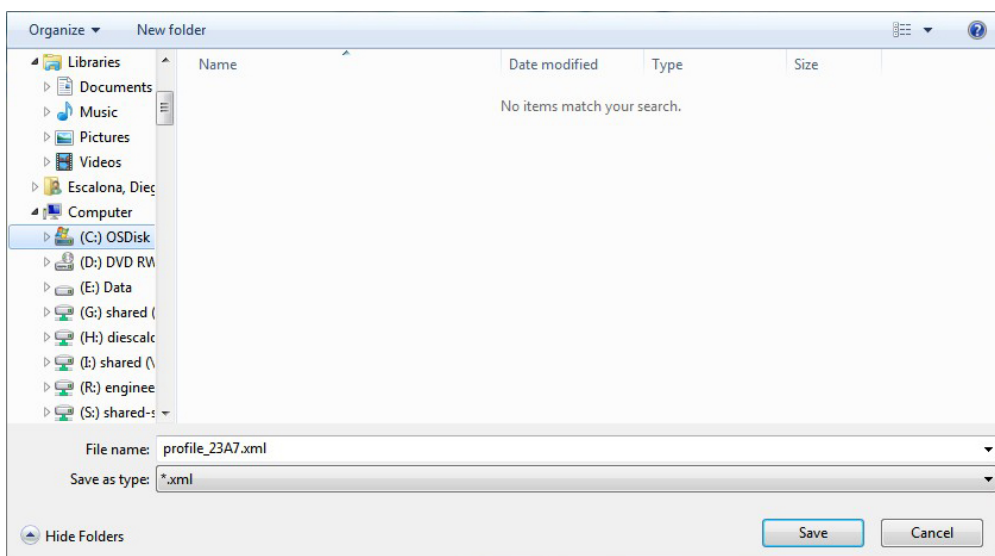 Organize New folder
Name Date modified Type Size
No items match your search.
Libraries
Documents
Music
Pictures
Videos
Escalona, Dieg
Computer
(C:) OSDisk
(D:) DVD RW
(E:) Data
(G:) shared (
(H:) diescalo
(I:) shared (\
(R:) enginee
(S:) shared-s
File name: profile_23A7.xml
Save as type: *.xml
Hide Folders Save Cancel